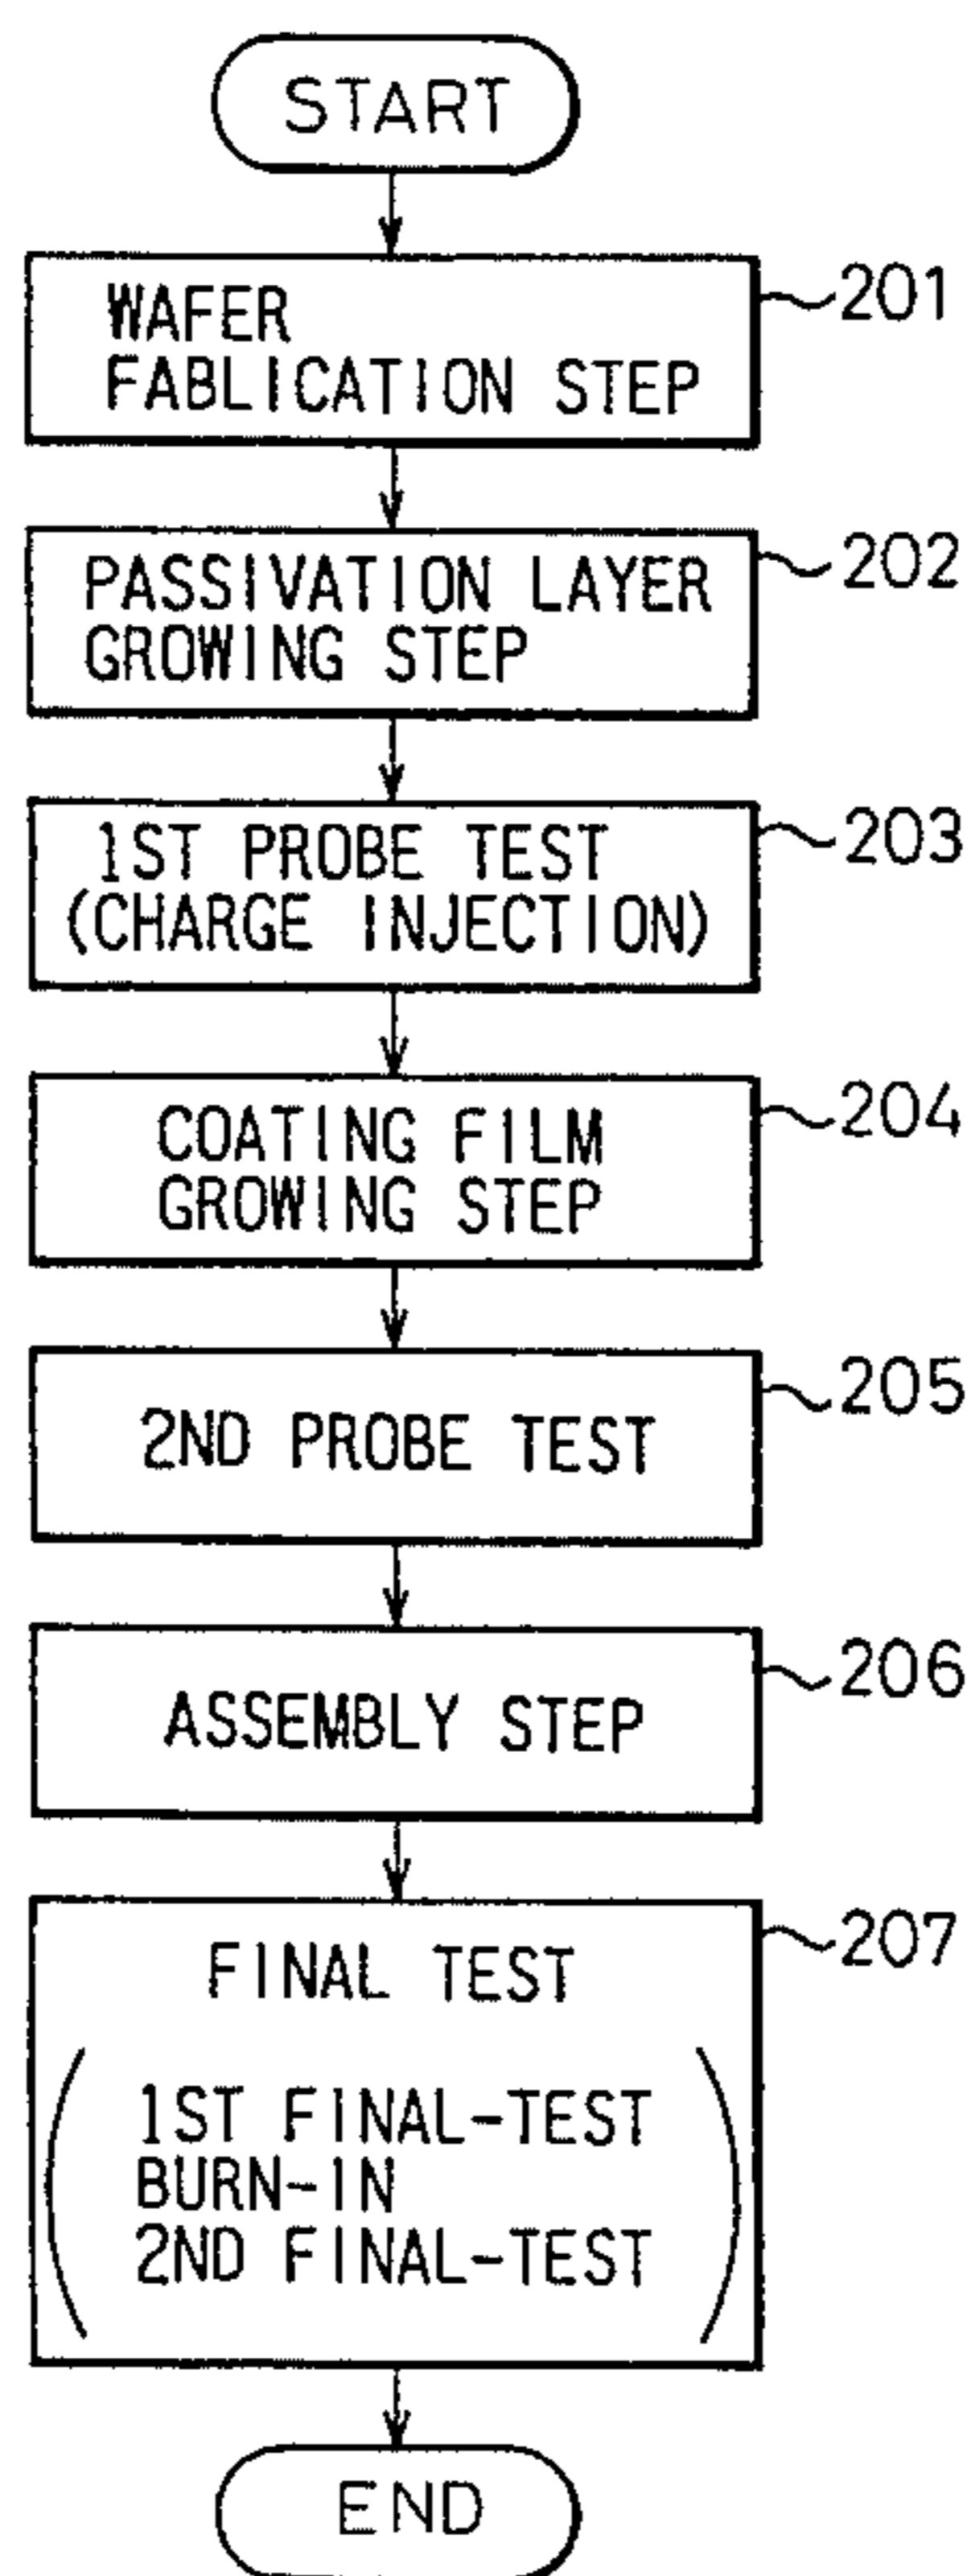 START
WAFER
FABLICATION STEP
201
PASSIVATION LAYER
GROWING STEP
202
1ST PROBE TEST
(CHARGE INJECTION)
203
COATING FILM
GROWING STEP
204
2ND PROBE TEST
205
ASSEMBLY STEP
206
FINAL TEST
207
(1ST FINAL-TEST
BURN-IN
2ND FINAL-TEST)
END